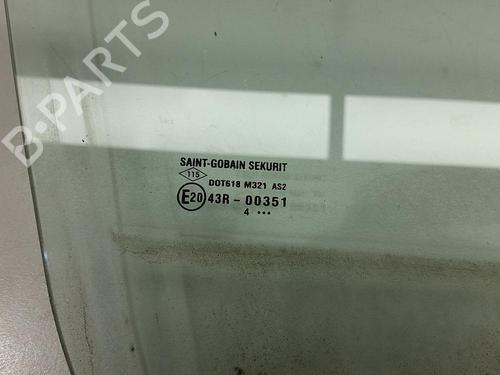 B-PARTS
SAINT-GOBAIN SEKURIT
115 DOT618 M321 AS2
E20 43R-00351
4 •••